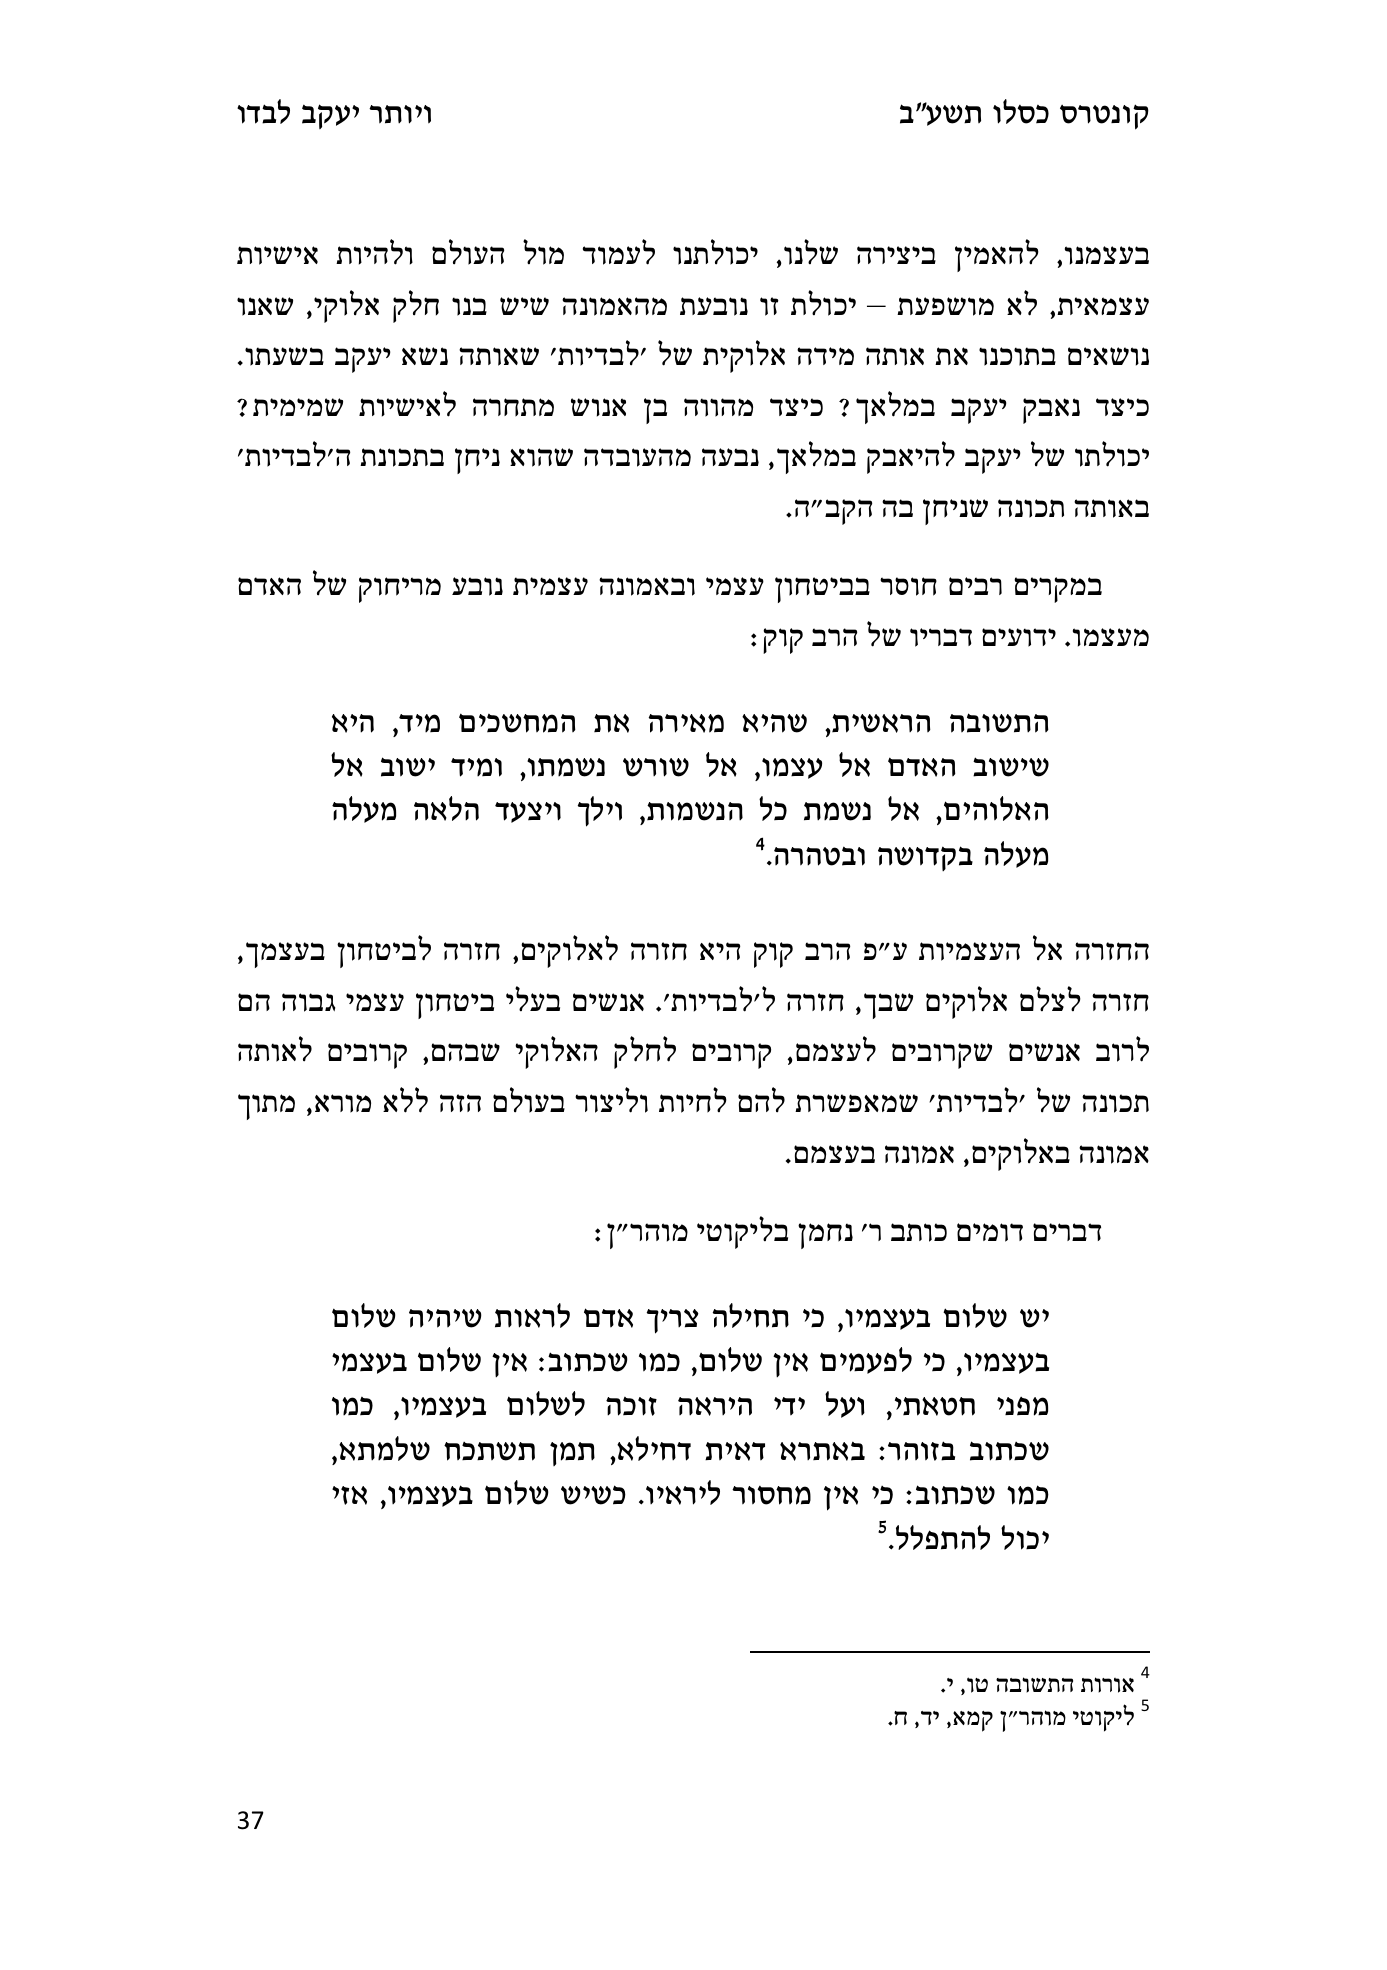 קונטרס כסלו תשע"ב ויותר יעקב לבדו
בעצמנו, להאמין ביצירה שלנו, יכולתנו לעמוד מול העולם ולהיות אישיות
עצמאית, לא מושפעת – יכולת זו נובעת מהאמונה שיש בנו חלק אלוקי, שאנו
נושאים בתוכנו את אותה מידה אלוקית של 'לבדיות' שאותה נשא יעקב בשעתו.
כיצד נאבק יעקב במלאך? כיצד מהווה בן אנוש מתחרה לאישיות שמימית?
יכולתו של יעקב להיאבק במלאך, נבעה מהעובדה שהוא ניחן בתכונת ה'לבדיות'
באותה תכונה שניחן בה הקב"ה.
במקרים רבים חוסר בביטחון עצמי ובאמונה עצמית נובע מריחוק של האדם
מעצמו. ידועים דבריו של הרב קוק:
התשובה הראשית, שהיא מאירה את המחשכים מיד, היא
שישוב האדם אל עצמו, אל שורש נשמתו, ומיד ישוב אל
האלוהים, אל נשמת כל הנשמות, וילך ויצעד הלאה מעלה
מעלה בקדושה ובטהרה.4
החזרה אל העצמיות ע"פ הרב קוק היא חזרה לאלוקים, חזרה לביטחון בעצמך,
חזרה לצלם אלוקים שבך, חזרה ל'לבדיות'. אנשים בעלי ביטחון עצמי גבוה הם
לרוב אנשים שקרובים לעצמם, קרובים לחלק האלוקי שבהם, קרובים לאותה
תכונה של 'לבדיות' שמאפשרת להם לחיות וליצור בעולם הזה ללא מורא, מתוך
אמונה באלוקים, אמונה בעצמם.
דברים דומים כותב ר' נחמן בליקוטי מוהר"ן:
יש שלום בעצמיו, כי תחילה צריך אדם לראות שיהיה שלום
בעצמיו, כי לפעמים אין שלום, כמו שכתוב: אין שלום בעצמי
מפני חטאתי, ועל ידי היראה זוכה לשלום בעצמיו, כמו
שכתוב בזוהר: באתרא דאית דחילא, תמן תשתכח שלמתא,
כמו שכתוב: כי אין מחסור ליראיו. כשיש שלום בעצמיו, אזי
יכול להתפלל.5
4 אורות התשובה טו, י.
5 ליקוטי מוהר"ן קמא, יד, ח.
37